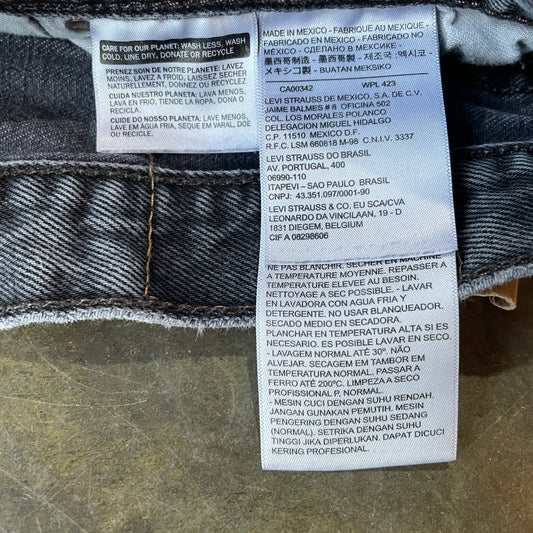 CARE FOR OUR PLANET: WASH LESS, WASH
COLD, LINE DRY, DONATE OR RECYCLE
PRENEZ SOIN DE NOTRE PLANETE: LAVEZ
MOINS, LAVEZ A FROID, LAISSEZ SECHER
NATURELLEMENT, DONNEZ OU RECYCLEZ
CUIDA NUESTRO PLANETA: LAVA MENOS,
LAVA EN FRIO, TIENDE LA ROPA, DONA O
RECICLA.
CUIDE DO NOSSO PLANETA: LAVE MENOS,
LAVE EM ÁGUA FRIA, SEQUE EM VARAL, DOE
OU RECICLE.
MADE IN MEXICO - FABRIQUE AU MEXIQUE -
FABRICADO EN MEXICO - FABRICADO NO
MEXICO - СДЕЛАНО В МЕКСИКЕ -
墨西哥制造 - 墨西哥製 - 제조국 -멕시코 -
メキシコ製 - BUATAN MEKSIKO
CA00342 WPL 423
LEVI STRAUSS DE MEXICO, S.A. DE C.V.
JAIME BALMES # 8 OFICINA 502
COL. LOS MORALES POLANCO
DELEGACION MIGUEL HIDALGO
C.P. 11510 MEXICO D.F.
R.F.C. LSM 660818 M-98 C.N.I.V. 3337
LEVI STRAUSS DO BRASIL
AV. PORTUGAL, 400
06990-110
ITAPEVI – SAO PAULO BRASIL
CNPJ: 43.351.097/0001-90
LEVI STRAUSS & CO. EU SCA/CVA
LEONARDO DA VINCILAAN, 19 - D
1831 DIEGEM, BELGIUM
CIF A 08298606
NE PAS BLANCHIR. SECHER EN MACHINE
A TEMPERATURE MOYENNE. REPASSER A
TEMPERATURE ELEVEE AU BESOIN.
NETTOYAGE A SEC POSSIBLE. - LAVAR
EN LAVADORA CON AGUA FRIA Y
DETERGENTE. NO USAR BLANQUEADOR.
SECADO MEDIO EN SECADORA.
PLANCHAR EN TEMPERATURA ALTA SI ES
NECESARIO. ES POSIBLE LAVAR EN SECO.
- LAVAGEM NORMAL ATÉ 30º. NÃO
ALVEJAR. SECAGEM EM TAMBOR EM
TEMPERATURA NORMAL. PASSAR A
FERRO ATÉ 200ºC. LIMPEZA A SECO
PROFISSIONAL P, NORMAL.
- MESIN CUCI DENGAN SUHU RENDAH.
JANGAN GUNAKAN PEMUTIH. MESIN
PENGERING DENGAN SUHU SEDANG
(NORMAL). SETRIKA DENGAN SUHU
TINGGI JIKA DIPERLUKAN. DAPAT DICUCI
KERING PROFESSIONAL.